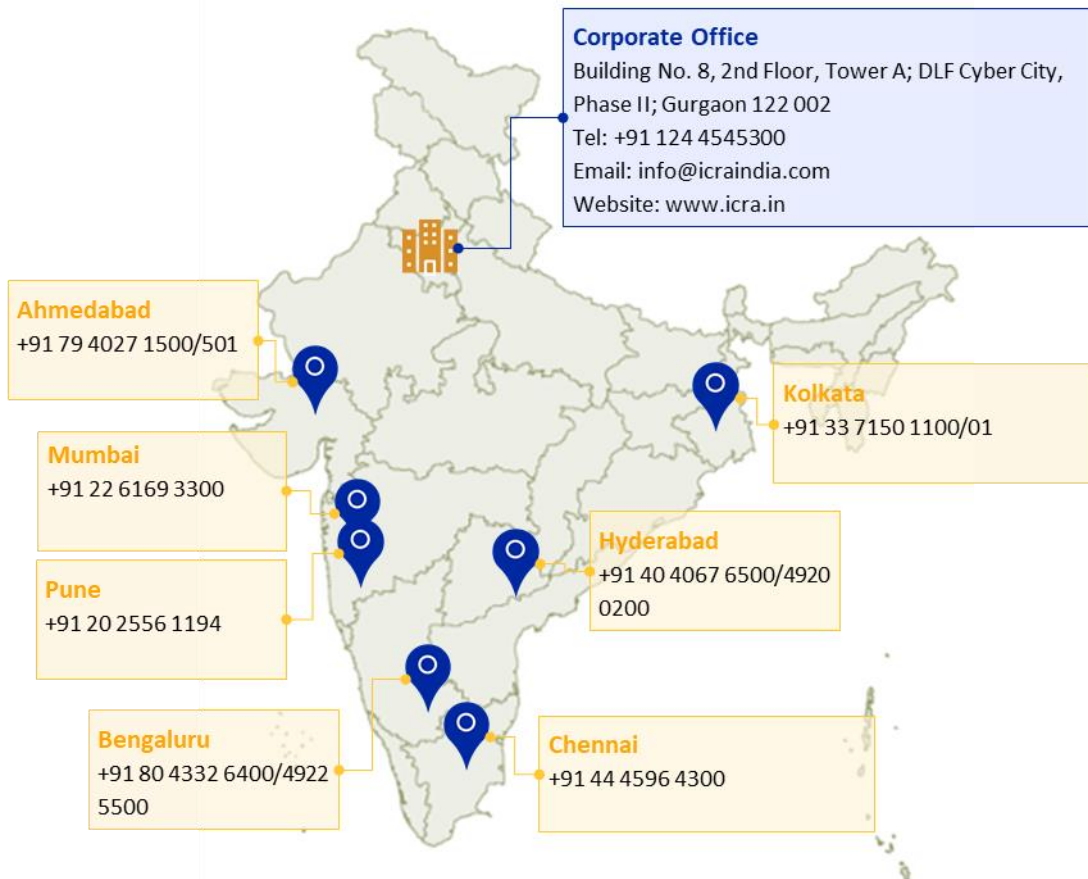 Corporate Office
Building No. 8, 2nd Floor, Tower A; DLF Cyber City,
Phase II; Gurgaon 122 002
Tel: +91 124 4545300
Email: info@icraindia.com
Website: www.icra.in
Ahmedabad
+91 79 4027 1500/501
Kolkata
+91 33 7150 1100/01
Mumbai
+91 22 6169 3300
Hyderabad
+91 40 4067 6500/4920
0200
Pune
+91 20 2556 1194
Bengaluru
+91 80 4332 6400/4922
5500
Chennai
+91 44 4596 4300